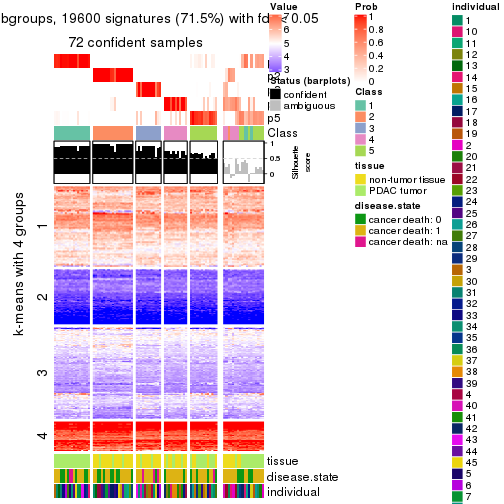 bgroups, 19600 signatures (71.5%) with fd
0.05
72 confident samples
p2
p5
Class
1
0.5
0
Silhouette
score
k-means with 4 groups
1
2
3
4
tissue
disease.state
individual
Value
7
6
5
4
3
Status (barplots)
confident
ambiguous
Prob
1
0.8
0.6
0.4
0.2
0
Class
1
2
3
4
5
tissue
non-tumor tissue
PDAC tumor
disease.state
cancer death: 0
cancer death: 1
cancer death: na
individual
1
10
11
12
13
14
15
16
17
18
19
2
20
21
22
23
24
25
26
27
28
29
3
30
31
32
33
34
35
36
37
38
39
4
40
41
42
43
44
45
5
6
7